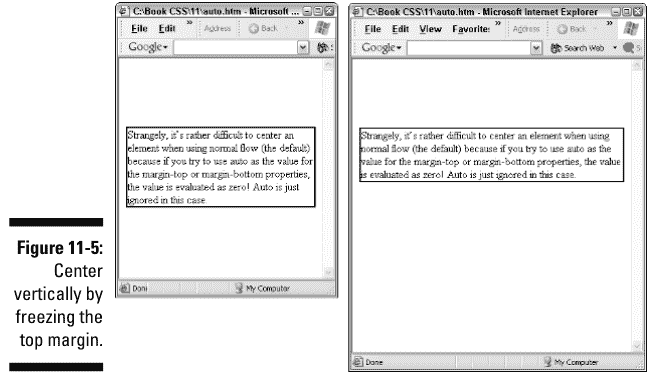 C:\Book CSS\11\auto.htm - Microsoft ...
File Edit » Address Back »
Google
Strangely, it's rather difficult to center an
element when using normal flow (the default)
because if you try to use auto as the value for
the margin-top or margin-bottom properties,
the value is evaluated as zero! Auto is just
ignored in this case.
Done
My Computer
C:\Book CSS\11\auto.htm - Microsoft Internet Explorer
File Edit View Favorites » Address Back »
Google Search Web
Strangely, it's rather difficult to center an element when using
normal flow (the default) because if you try to use auto as the
value for the margin-top or margin-bottom properties, the value
is evaluated as zero! Auto is just ignored in this case.
Done
My Computer
Figure 11-5:
Center
vertically by
freezing the
top margin.